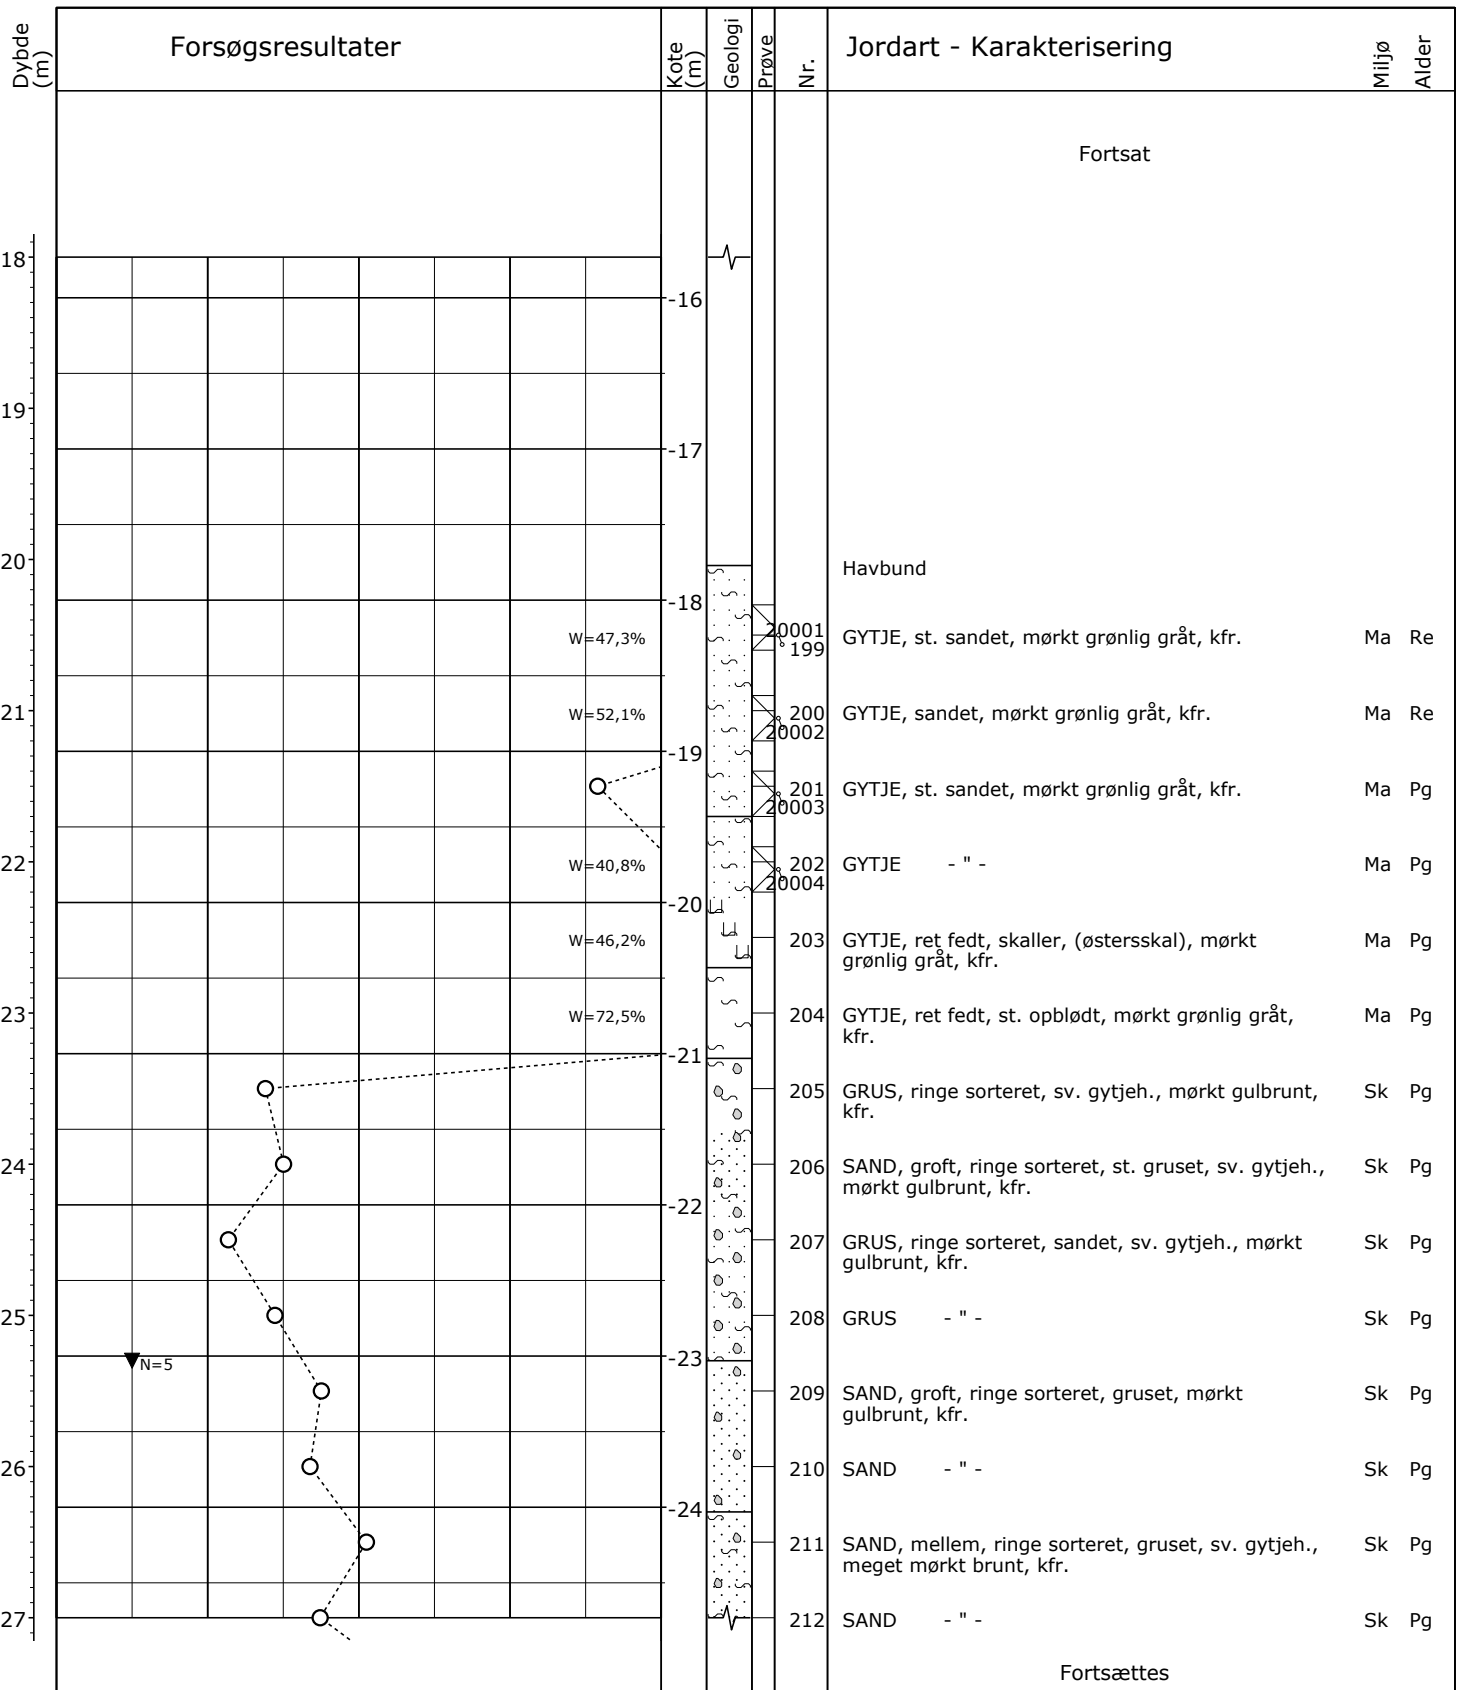 Dybde (m)
Forsøgsresultater
Kote (m)
Geologi
Prøve
Nr.
Jordart - Karakterisering
Miljø
Alder
Fortsat
18
-16
19
-17
20
Havbund
-18
W=47,3% 20001 199 GYTJE, st. sandet, mørkt grønlig gråt, kfr. Ma Re
21 W=52,1% 200 20002 GYTJE, sandet, mørkt grønlig gråt, kfr. Ma Re
-19
201 20003 GYTJE, st. sandet, mørkt grønlig gråt, kfr. Ma Pg
22 W=40,8% 202 20004 GYTJE - " - Ma Pg
-20
W=46,2% 203 GYTJE, ret fedt, skaller, (østersskal), mørkt Ma Pg
grønlig gråt, kfr.
23 W=72,5% 204 GYTJE, ret fedt, st. opblødt, mørkt grønlig gråt, Ma Pg
kfr.
-21
205 GRUS, ringe sorteret, sv. gytjeh., mørkt gulbrunt, Sk Pg
kfr.
24 206 SAND, groft, ringe sorteret, st. gruset, sv. gytjeh., Sk Pg
mørkt gulbrunt, kfr.
-22
207 GRUS, ringe sorteret, sandet, sv. gytjeh., mørkt Sk Pg
gulbrunt, kfr.
25 208 GRUS - " - Sk Pg
N=5 -23
209 SAND, groft, ringe sorteret, gruset, mørkt Sk Pg
gulbrunt, kfr.
26 210 SAND - " - Sk Pg
-24
211 SAND, mellem, ringe sorteret, gruset, sv. gytjeh., Sk Pg
meget mørkt brunt, kfr.
27 212 SAND - " - Sk Pg
Fortsættes